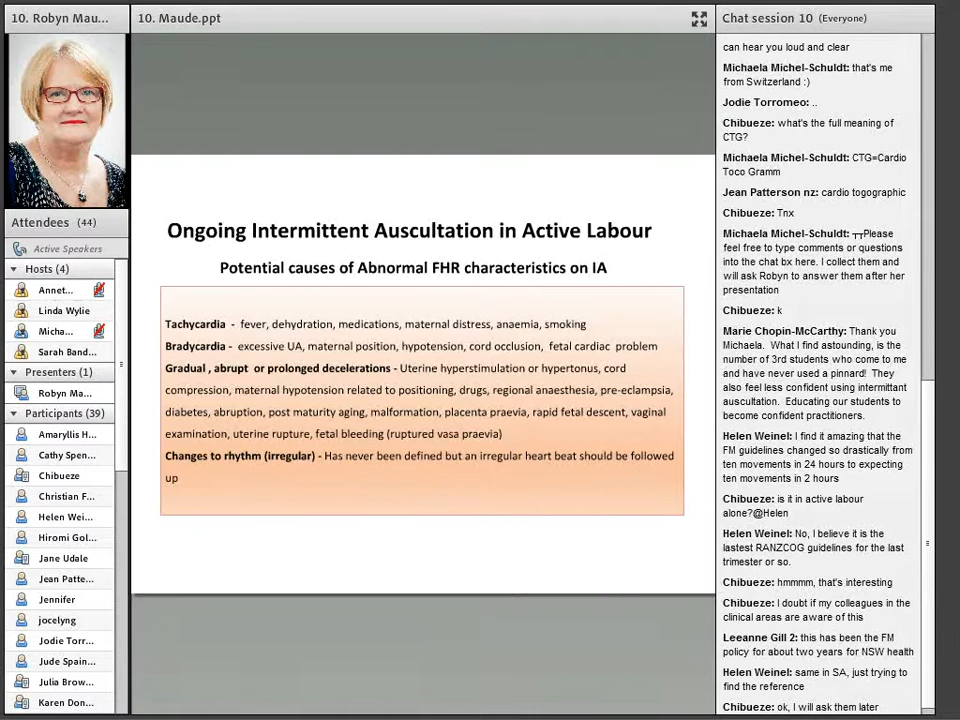 10. Robyn Mau...
10. Maude.ppt
Chat session 10 (Everyone)
Attendees (44)
Active Speakers
Hosts (4)
Annet...
Linda Wylie
Micha...
Sarah Band...
Presenters (1)
Robyn Ma...
Participants (39)
Amaryllis H...
Cathy Spen...
Chibueze
Christian F...
Helen Wei...
Hiromi Gol...
Jane Udale
Jean Patte...
Jennifer
jocelyng
Jodie Torr...
Jude Spain...
Julia Brow...
Karen Don...
Ongoing Intermittent Auscultation in Active Labour
Potential causes of Abnormal FHR characteristics on IA
Tachycardia - fever, dehydration, medications, maternal distress, anaemia, smoking
Bradycardia - excessive UA, maternal position, hypotension, cord occlusion, fetal cardiac problem
Gradual , abrupt or prolonged decelerations - Uterine hyperstimulation or hypertonus, cord
compression, maternal hypotension related to positioning, drugs, regional anaesthesia, pre-eclampsia,
diabetes, abruption, post maturity aging, malformation, placenta praevia, rapid fetal descent, vaginal
examination, uterine rupture, fetal bleeding (ruptured vasa praevia)
Changes to rhythm (irregular) - Has never been defined but an irregular heart beat should be followed
up
can hear you loud and clear
Michaela Michel-Schuldt: that's me
from Switzerland :)
Jodie Torromeo: ..
Chibueze: what's the full meaning of
CTG?
Michaela Michel-Schuldt: CTG=Cardio
Toco Gramm
Jean Patterson nz: cardio togographic
Chibueze: Tnx
Michaela Michel-Schuldt: ┬┬Please
feel free to type comments or questions
into the chat bx here. I collect them and
will ask Robyn to answer them after her
presentation
Chibueze: k
Marie Chopin-McCarthy: Thank you
Michaela. What I find astounding, is the
number of 3rd students who come to me
and have never used a pinnard! They
also feel less confident using intermittant
auscultation. Educating our students to
become confident practitioners.
Helen Weinel: I find it amazing that the
FM guidelines changed so drastically from
ten movements in 24 hours to expecting
ten movements in 2 hours
Chibueze: is it in active labour
alone?@Helen
Helen Weinel: No, I believe it is the
lastest RANZCOG guidelines for the last
trimester or so.
Chibueze: hmmmm, that's interesting
Chibueze: I doubt if my colleagues in the
clinical areas are aware of this
Leeanne Gill 2: this has been the FM
policy for about two years for NSW health
Helen Weinel: same in SA, just trying to
find the reference
Chibueze: ok, I will ask them later